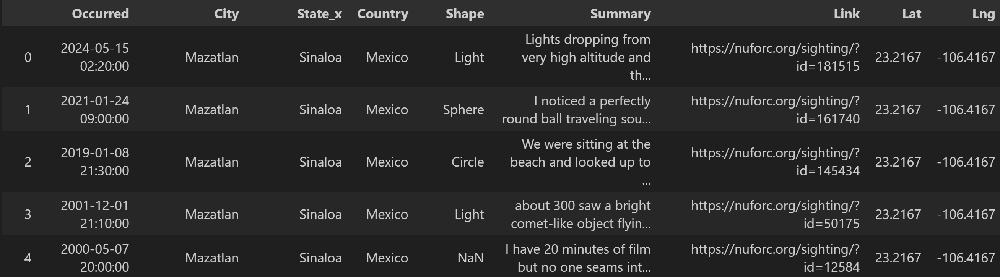 Occurred City State_x Country Shape Summary Link Lat Lng
0 2024-05-15 02:20:00 Mazatlan Sinaloa Mexico Light Lights dropping from very high altitude and th... https://nuforc.org/sighting/?id=181515 23.2167 -106.4167
1 2021-01-24 09:00:00 Mazatlan Sinaloa Mexico Sphere I noticed a perfectly round ball traveling sou... https://nuforc.org/sighting/?id=161740 23.2167 -106.4167
2 2019-01-08 21:30:00 Mazatlan Sinaloa Mexico Circle We were sitting at the beach and looked up to ... https://nuforc.org/sighting/?id=145434 23.2167 -106.4167
3 2001-12-01 21:10:00 Mazatlan Sinaloa Mexico Light about 300 saw a bright comet-like object flyin... https://nuforc.org/sighting/?id=50175 23.2167 -106.4167
4 2000-05-07 20:00:00 Mazatlan Sinaloa Mexico NaN I have 20 minutes of film but no one seams int... https://nuforc.org/sighting/?id=12584 23.2167 -106.4167